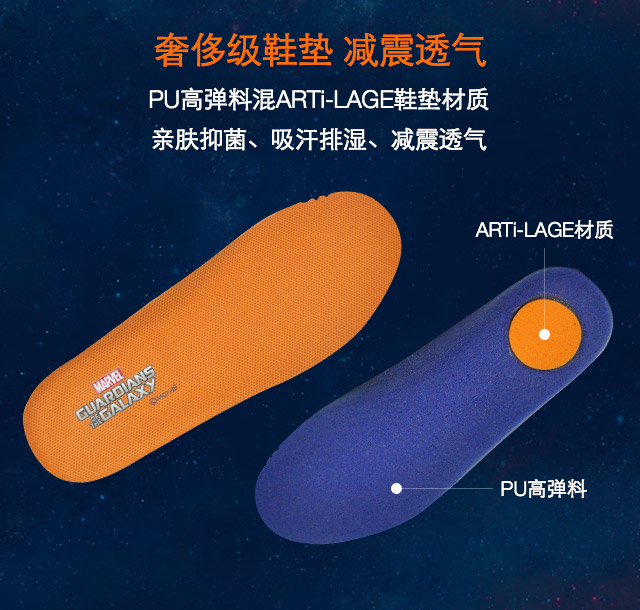 奢侈级鞋垫 减震透气
PU高弹料混ARTi-LAGE鞋垫材质
亲肤抑菌、吸汗排湿、减震透气
ARTi-LAGE材质
MARVEL
GUARDIANS
OF THE
GALAXY
©MARVEL
PU高弹料